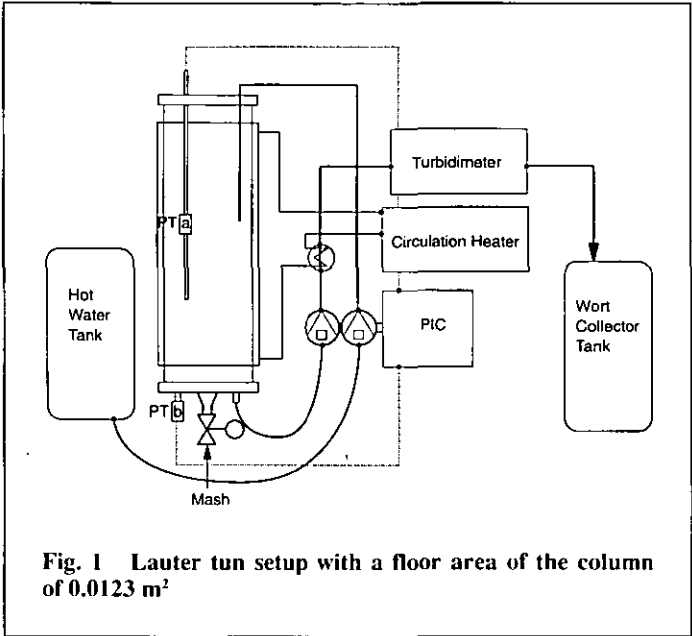 Turbidimeter
PT a
Circulation Heater
Hot
Water
Tank
PIC
Wort
Collector
Tank
PT b
Mash
Fig. 1 Lauter tun setup with a floor area of the column
of 0.0123 m²